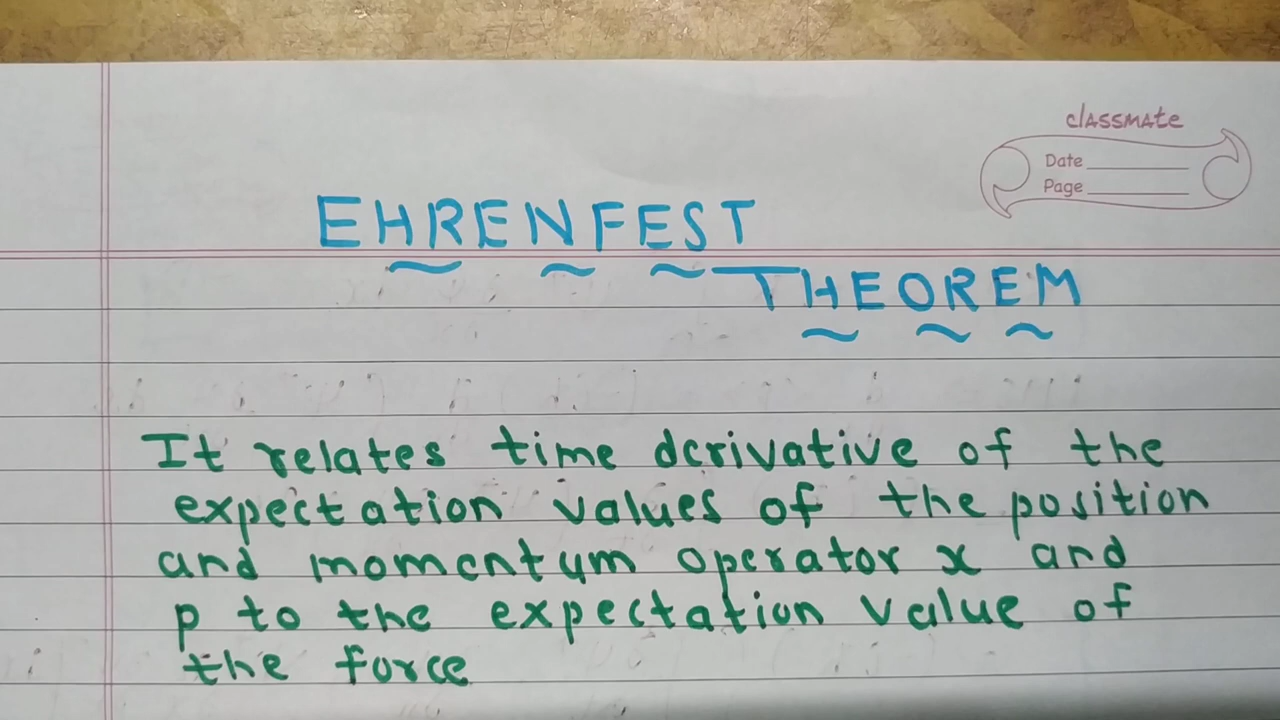 classmate
Date
Page
EHRENFEST
THEOREM
It relates time derivative of the
expectation values of the position
and momentum operator x and
p to the expectation value of
the force